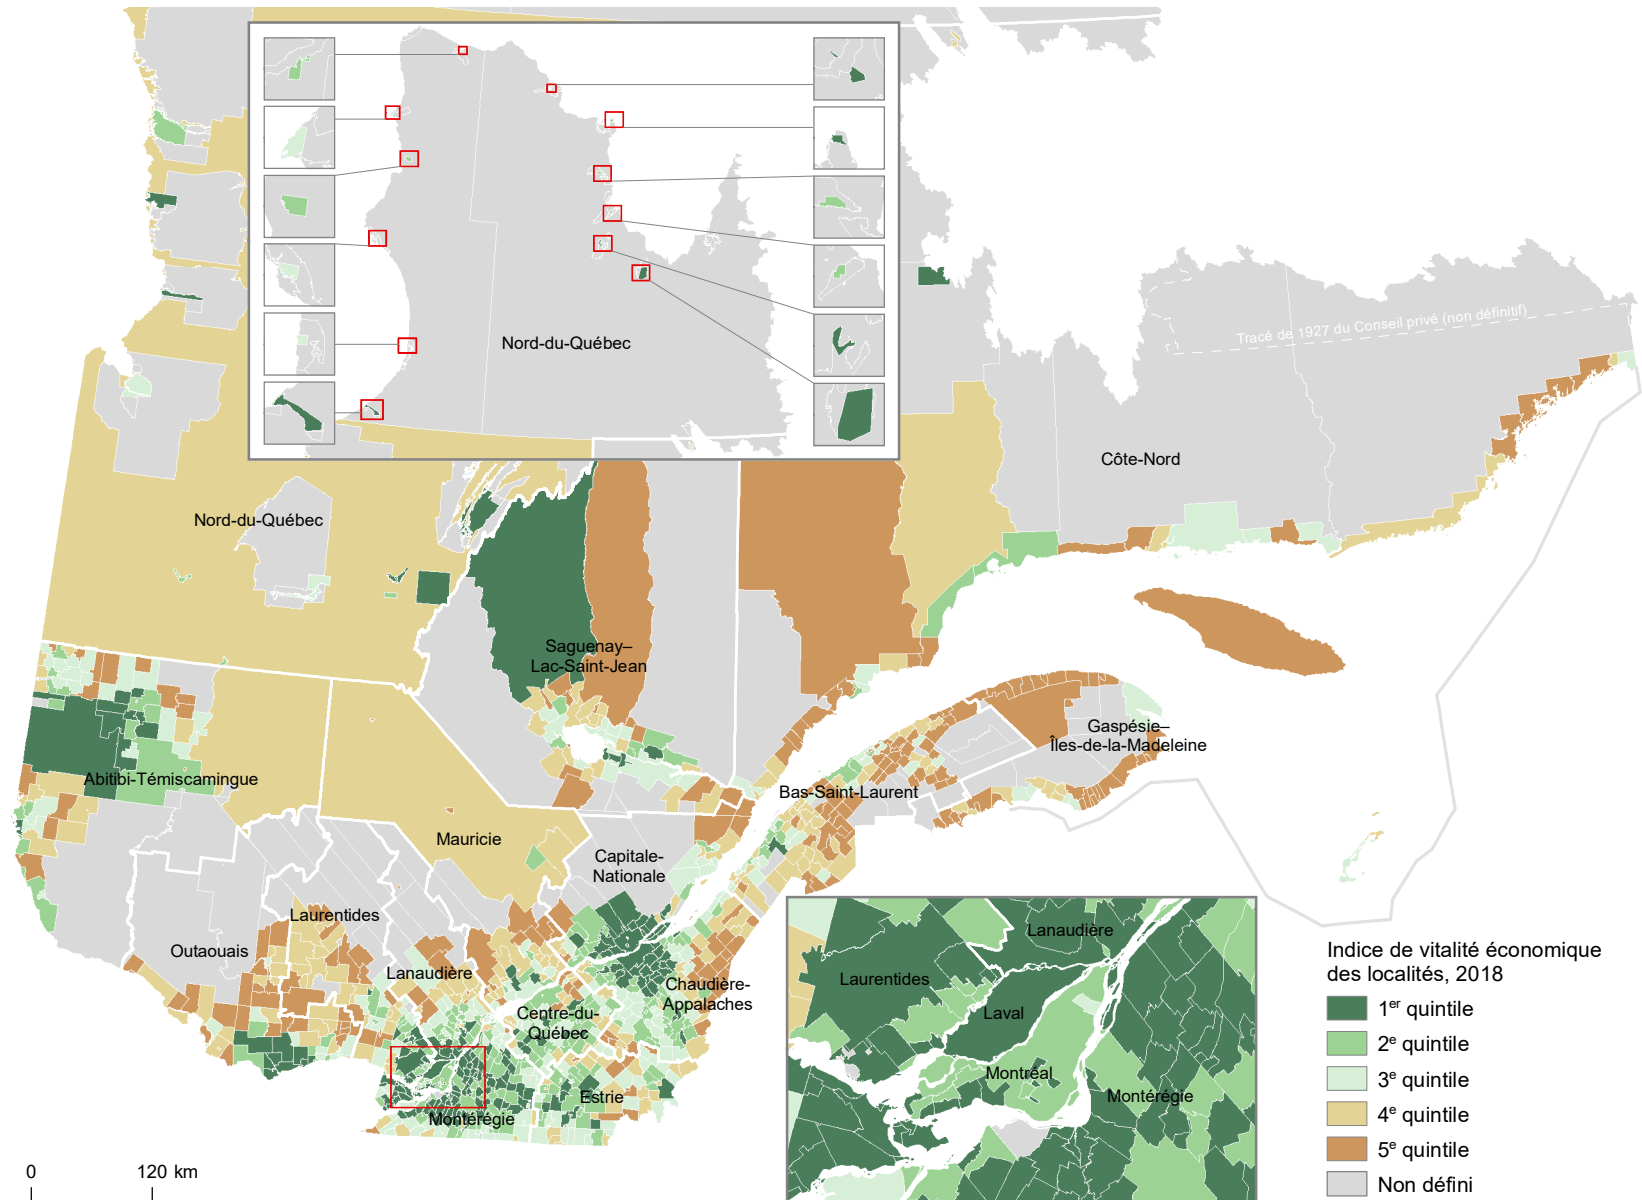 Nord-du-Québec
Tracé de 1927 du Conseil privé (non définitif)
Côte-Nord
Nord-du-Québec
Saguenay–
Lac-Saint-Jean
Gaspésie–
Îles-de-la-Madeleine
Abitibi-Témiscamingue
Bas-Saint-Laurent
Mauricie
Capitale-
Nationale
Laurentides
Outaouais
Lanaudière
Chaudière-
Appalaches
Centre-du-
Québec
Estrie
Montérégie
Lanaudière
Laurentides
Laval
Montréal
Montérégie
Indice de vitalité économique
des localités, 2018
1er quintile
2e quintile
3e quintile
4e quintile
5e quintile
Non défini
0 120 km